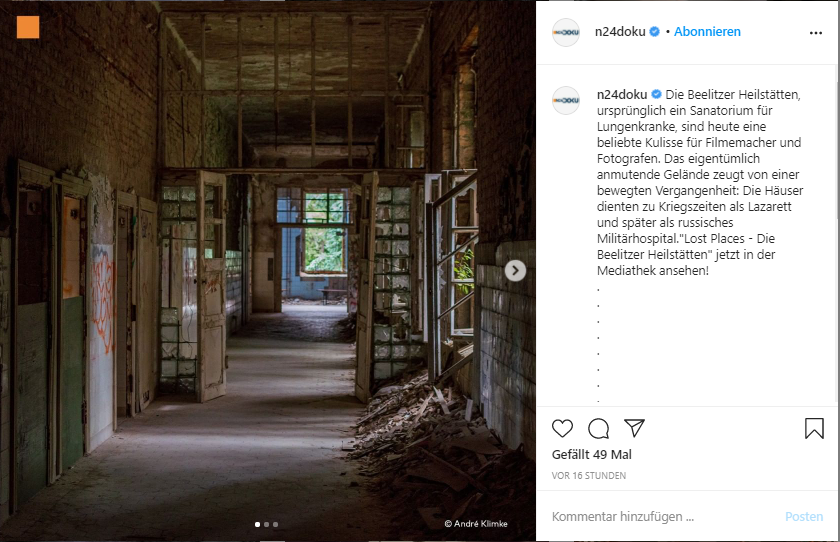 n24doku • Abonnieren
n24doku Die Beelitzer Heilstätten,
ursprünglich ein Sanatorium für
Lungenkranke, sind heute eine
beliebte Kulisse für Filmemacher und
Fotografen. Das eigentümlich
anmutende Gelände zeugt von einer
bewegten Vergangenheit: Die Häuser
dienten zu Kriegszeiten als Lazarett
und später als russisches
Militärhospital."Lost Places - Die
Beelitzer Heilstätten" jetzt in der
Mediathek ansehen!
.
.
.
.
.
.
.
.
Gefällt 49 Mal
VOR 16 STUNDEN
Kommentar hinzufügen ... Posten
© André Klimke